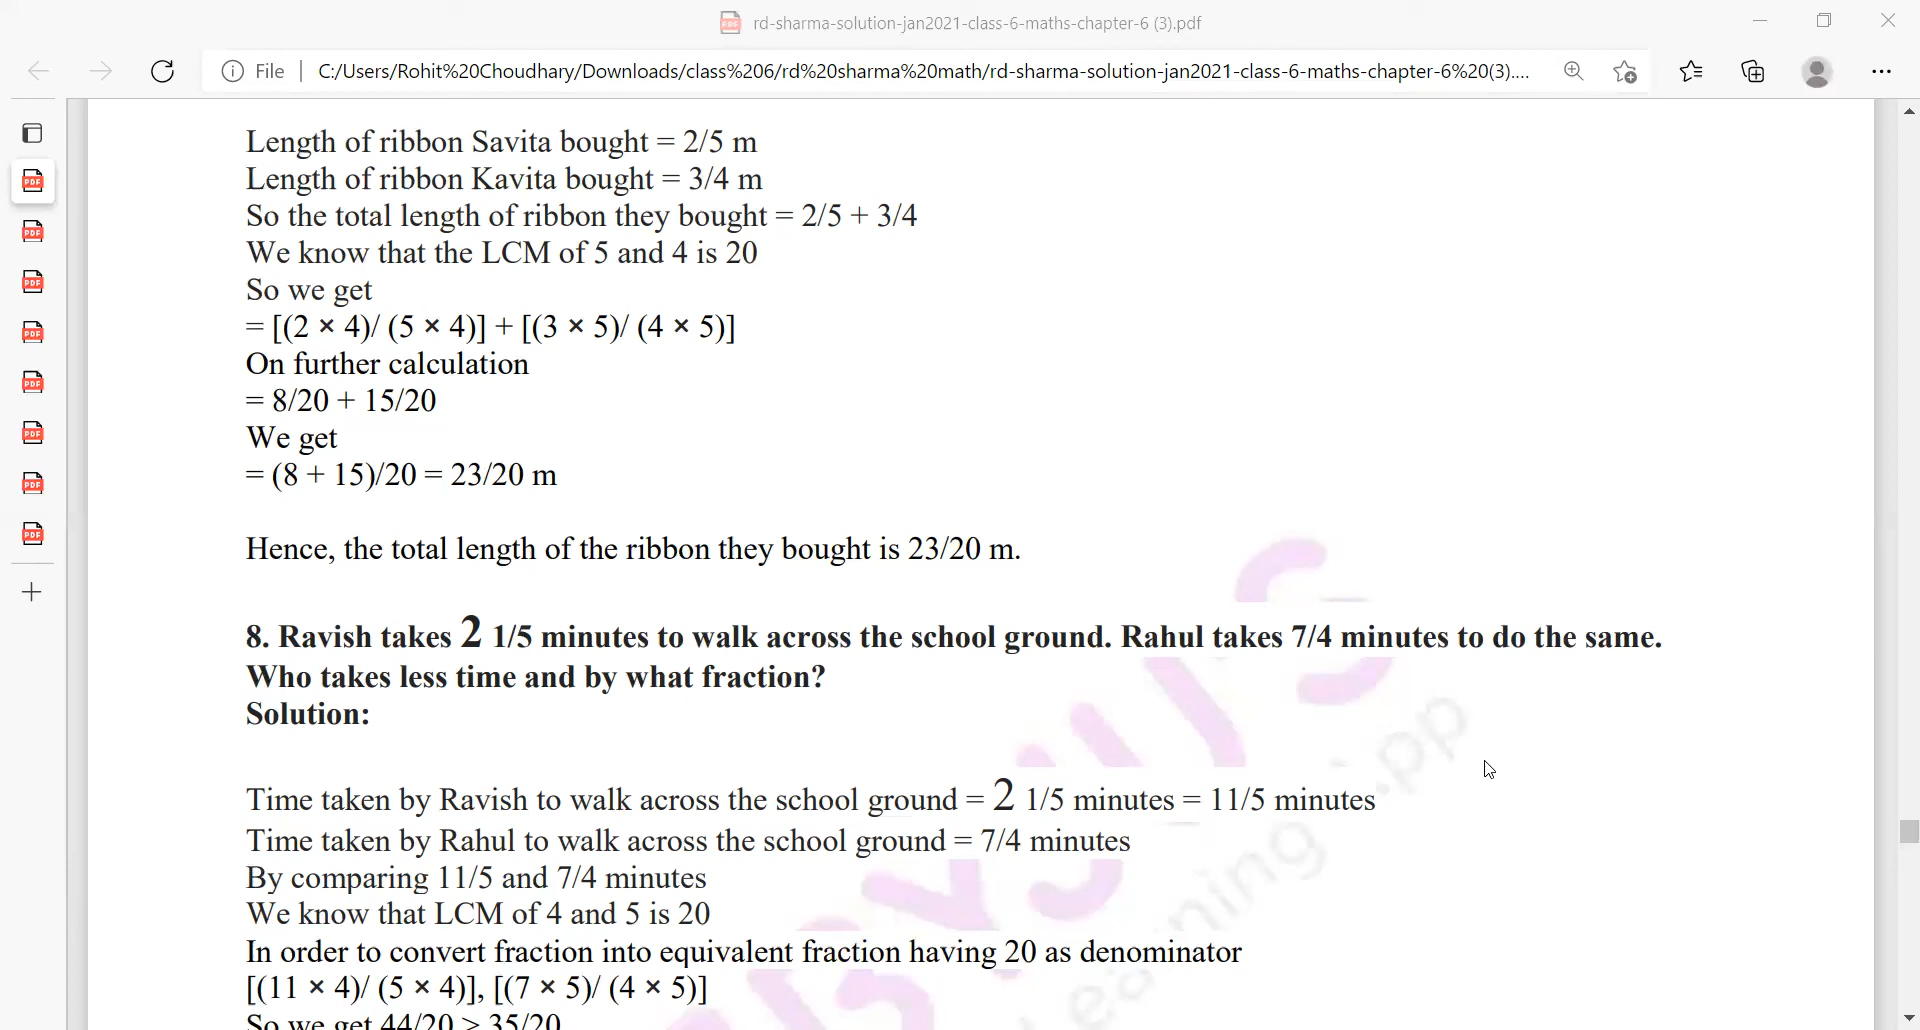 rd-sharma-solution-jan2021-class-6-maths-chapter-6 (3).pdf
File | C:/Users/Rohit%20Choudhary/Downloads/class%206/rd%20sharma%20math/rd-sharma-solution-jan2021-class-6-maths-chapter-6%20(3)....
Length of ribbon Savita bought = 2/5 m
Length of ribbon Kavita bought = 3/4 m
So the total length of ribbon they bought = 2/5 + 3/4
We know that the LCM of 5 and 4 is 20
So we get
= [(2 × 4)/ (5 × 4)] + [(3 × 5)/ (4 × 5)]
On further calculation
= 8/20 + 15/20
We get
= (8 + 15)/20 = 23/20 m
Hence, the total length of the ribbon they bought is 23/20 m.
8. Ravish takes 2 1/5 minutes to walk across the school ground. Rahul takes 7/4 minutes to do the same.
Who takes less time and by what fraction?
Solution:
Time taken by Ravish to walk across the school ground = 2 1/5 minutes = 11/5 minutes
Time taken by Rahul to walk across the school ground = 7/4 minutes
By comparing 11/5 and 7/4 minutes
We know that LCM of 4 and 5 is 20
In order to convert fraction into equivalent fraction having 20 as denominator
[(11 × 4)/ (5 × 4)], [(7 × 5)/ (4 × 5)]
So we get 44/20 > 35/20